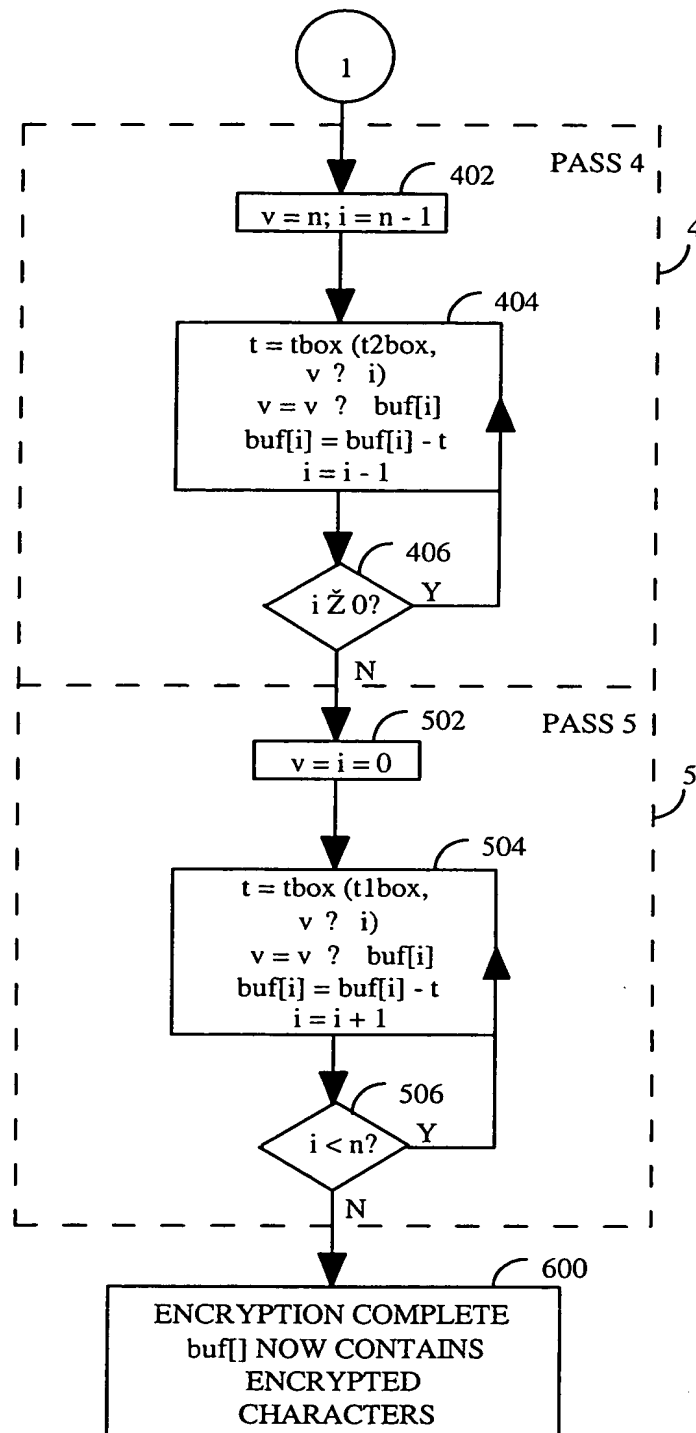 1
PASS 4
402
v = n; i = n - 1
4
404
t = tbox (t2box,
v ? i)
v = v ? buf[i]
buf[i] = buf[i] - t
i = i - 1
406
i Ž 0?
Y
N
PASS 5
502
v = i = 0
5
504
t = tbox (t1box,
v ? i)
v = v ? buf[i]
buf[i] = buf[i] - t
i = i + 1
506
i < n?
Y
N
600
ENCRYPTION COMPLETE
buf[] NOW CONTAINS
ENCRYPTED
CHARACTERS